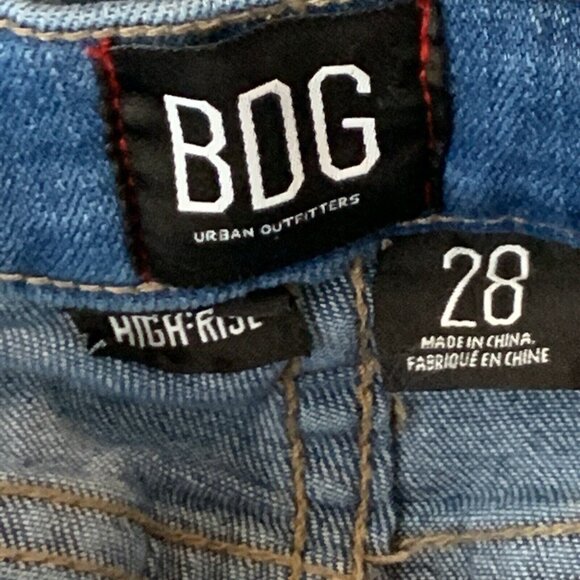 BDG
URBAN OUTFITTERS
HIGH-RISE
28
MADE IN CHINA.
FABRIQUÉ EN CHINE